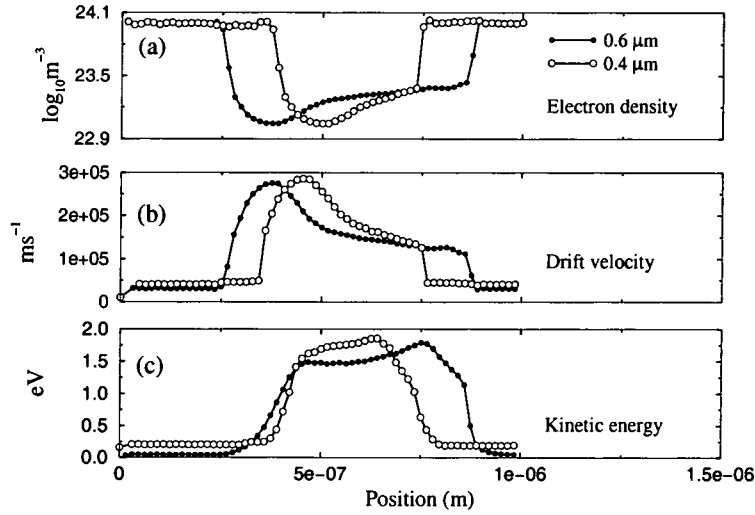 24.1
(a)
0.6 μm
0.4 μm
23.5
log10m−3
Electron density
22.9
3e+05
(b)
2e+05
ms−1
1e+05
Drift velocity
0
2.0
(c)
1.5
eV
1.0
0.5
Kinetic energy
0.0
0 5e-07 1e-06 1.5e-06
Position (m)